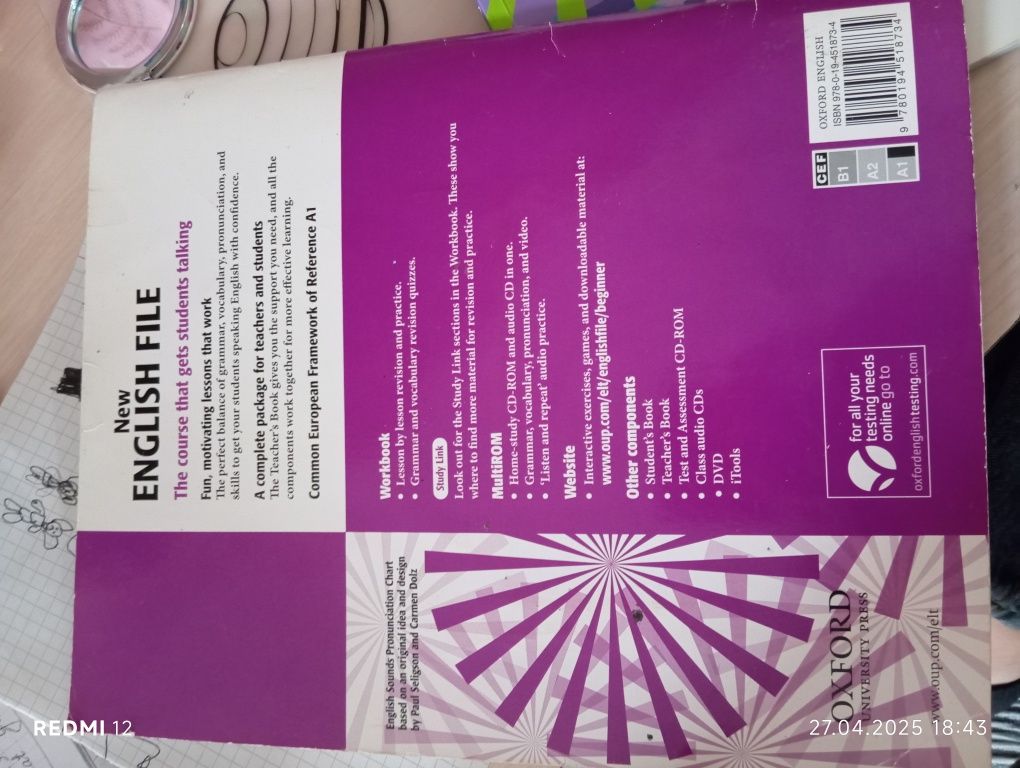 New
ENGLISH FILE
The course that gets students talking
Fun, motivating lessons that work
The perfect balance of grammar, vocabulary, pronunciation, and
skills to get your students speaking English with confidence.
A complete package for teachers and students
The Teacher's Book gives you the support you need, and all the
components work together for more effective learning.
Common European Framework of Reference A1
Workbook
• Lesson by lesson revision and practice.
• Grammar and vocabulary revision quizzes.
Study Link
Look out for the Study Link sections in the Workbook. These show you
where to find more material for revision and practice.
MultiROM
• Home-study CD-ROM and audio CD in one.
• Grammar, vocabulary, pronunciation, and video.
• 'Listen and repeat' audio practice.
Website
• Interactive exercises, games, and downloadable material at:
www.oup.com/elt/englishfile/beginner
Other components
• Student's Book
• Teacher's Book
• Test and Assessment CD-ROM
• Class audio CDs
• DVD
• iTools
English Sounds Pronunciation Chart
based on an original idea and design
by Paul Seligson and Carmen Dolz
for all your
testing needs
online go to
oxfordenglishtesting.com
CEF
B1
A2
A1
OXFORD ENGLISH
ISBN 978-0-19-451873-4
9 780194 518734
OXFORD
UNIVERSITY PRESS
www.oup.com/elt
REDMI 12
27.04.2025 18:43